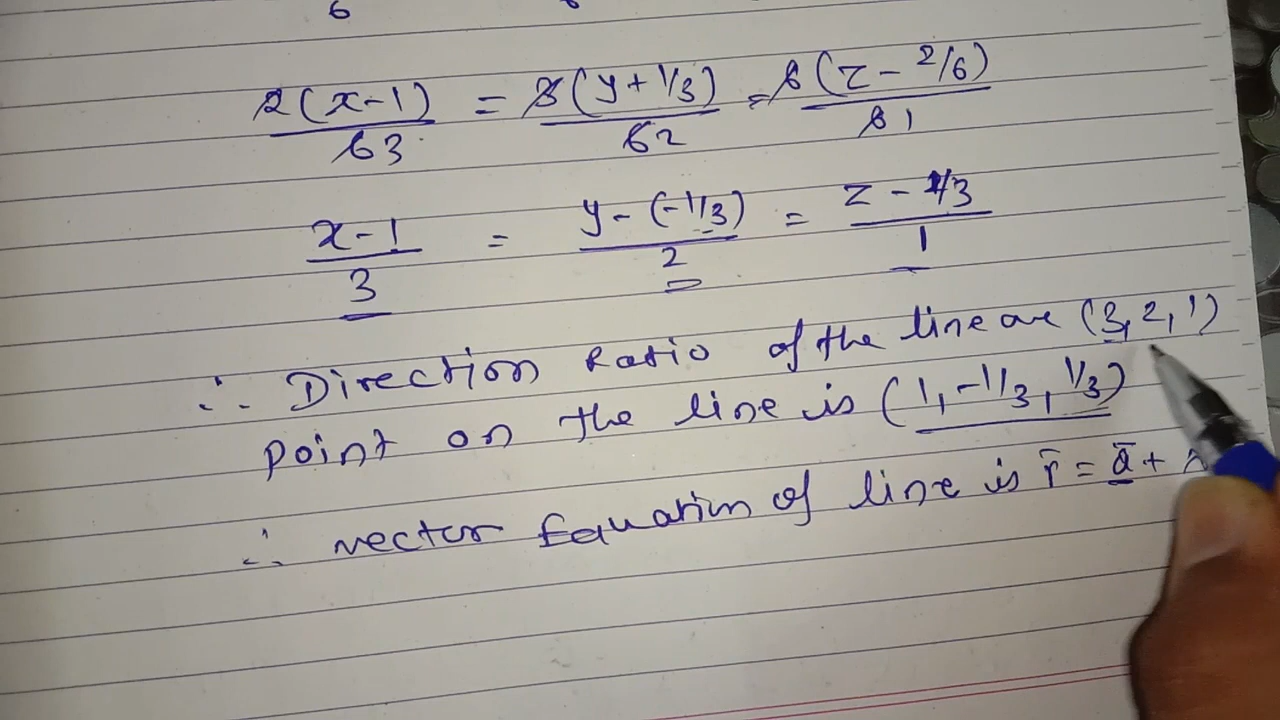 6
2(x-1)/63 = 3(y+1/3)/62 = 6(z-2/6)/61
x-1/3 = y-(-1/3)/2 = z-1/3/1
∴ Direction Ratio of the line are (3,2,1)
point on the line is (1,-1/3,1/3)
∴ vector Equation of line is r̄ = ā +